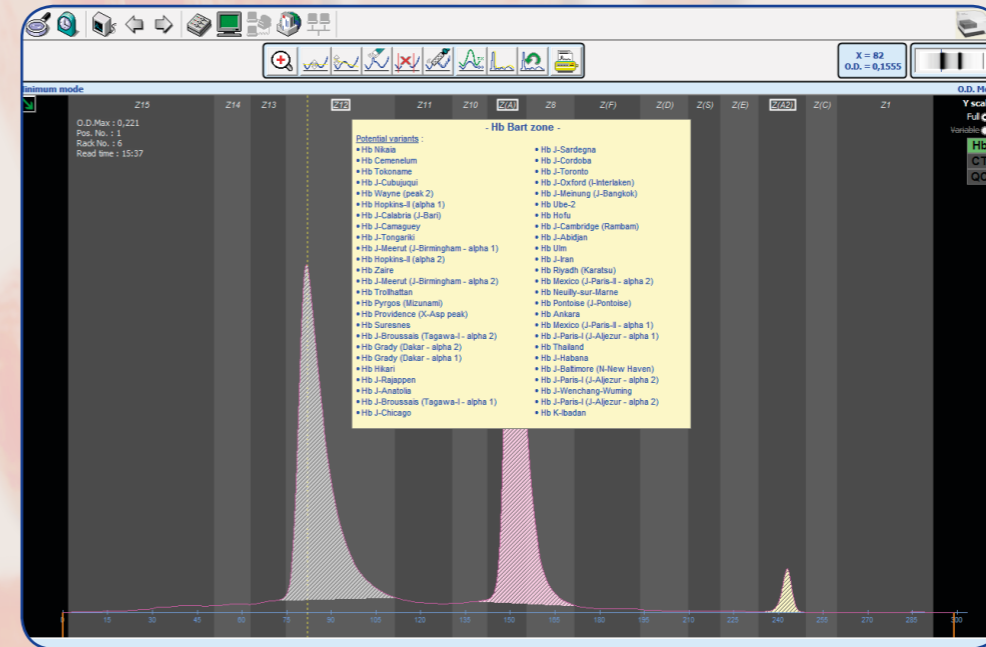 X = 82
O.D. = 0,1555
inimum mode
O.D. Mo
Z15 Z14 Z13 Z12 Z11 Z10 Z(A) Z8 Z(F) Z(D) Z(S) Z(E) Z(A2) Z(C) Z1
Y scal
Full
Variable
Hb
CT
QC
O.D.Max : 0,221
Pos. No. : 1
Rack No. : 6
Read time : 15:37
- Hb Bart zone -
Potential variants :
• Hb Nikaia
• Hb Cemenelum
• Hb Tokoname
• Hb J-Cubujuqui
• Hb Wayne (peak 2)
• Hb Hopkins-II (alpha 1)
• Hb J-Calabria (J-Bari)
• Hb J-Camaguey
• Hb J-Tongariki
• Hb J-Meerut (J-Birmingham - alpha 1)
• Hb Hopkins-II (alpha 2)
• Hb Zaire
• Hb J-Meerut (J-Birmingham - alpha 2)
• Hb Trollhattan
• Hb Pyrgos (Mizunami)
• Hb Providence (X-Asp peak)
• Hb Suresnes
• Hb J-Broussais (Tagawa-I - alpha 2)
• Hb Grady (Dakar - alpha 2)
• Hb Grady (Dakar - alpha 1)
• Hb Hikari
• Hb J-Rajappen
• Hb J-Anatolia
• Hb J-Broussais (Tagawa-I - alpha 1)
• Hb J-Chicago
• Hb J-Sardegna
• Hb J-Cordoba
• Hb J-Toronto
• Hb J-Oxford (I-Interlaken)
• Hb J-Meinung (J-Bangkok)
• Hb Ube-2
• Hb Hofu
• Hb J-Cambridge (Rambam)
• Hb J-Abidjan
• Hb Ulm
• Hb J-Iran
• Hb Riyadh (Karatsu)
• Hb Mexico (J-Paris-II - alpha 2)
• Hb Neuilly-sur-Marne
• Hb Pontoise (J-Pontoise)
• Hb Ankara
• Hb Mexico (J-Paris-II - alpha 1)
• Hb J-Paris-I (J-Aljezur - alpha 1)
• Hb Thailand
• Hb J-Habana
• Hb J-Baltimore (N-New Haven)
• Hb J-Paris-I (J-Aljezur - alpha 2)
• Hb J-Wenchang-Wuming
• Hb J-Paris-I (J-Aljezur - alpha 2)
• Hb K-Ibadan
0 15 30 45 60 75 90 105 120 135 150 165 180 195 210 225 240 255 270 285 300